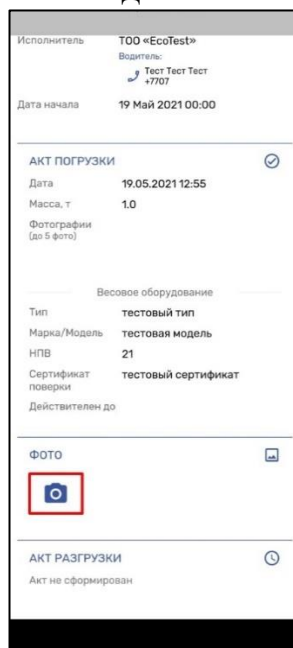 Исполнитель ТОО «EcoTest»
Водитель:
Тест Тест Тест
+7707
Дата начала 19 Май 2021 00:00
АКТ ПОГРУЗКИ
Дата 19.05.2021 12:55
Масса, т 1.0
Фотографии
(до 5 фото)
Весовое оборудование
Тип тестовый тип
Марка/Модель тестовая модель
НПВ 21
Сертификат тестовый сертификат
поверки
Действителен до
ФОТО
АКТ РАЗГРУЗКИ
Акт не сформирован